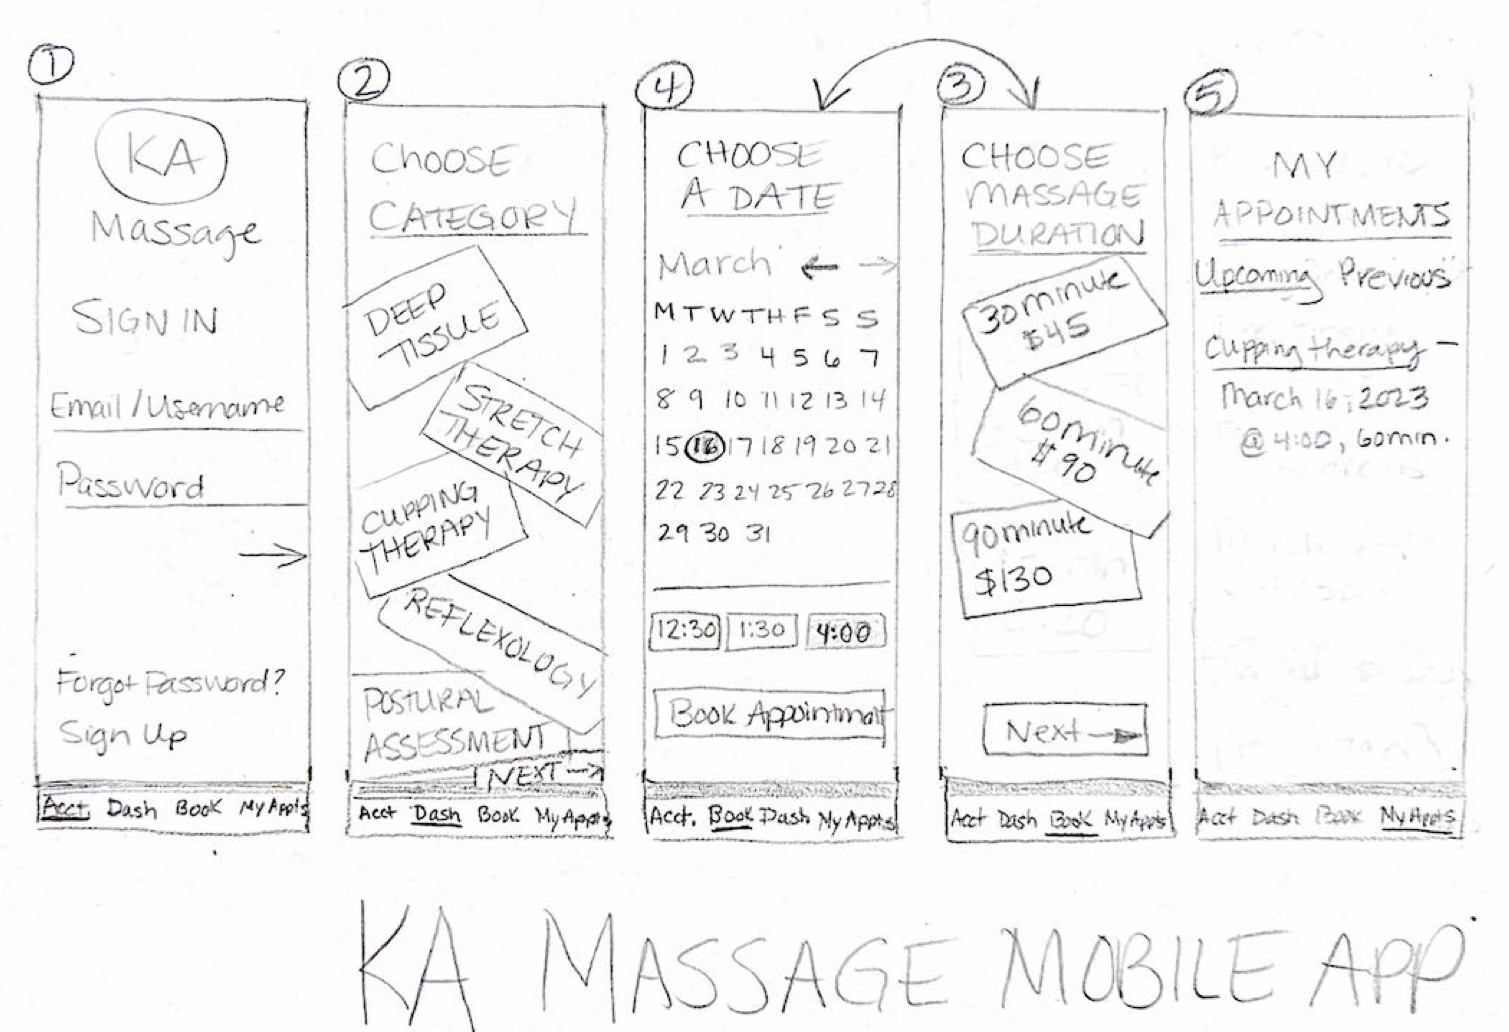 1
KA
Massage
SIGN IN
Email/Username
Password
Forgot Password?
Sign Up
Acct. Dash Book My Appts
2
CHOOSE
CATEGORY
DEEP
TISSUE
STRETCH
THERAPY
CUPPING
THERAPY
REFLEXOLOGY
POSTURAL
ASSESSMENT
NEXT →
Acct Dash Book My Appts
4
CHOOSE
A DATE
March ← →
M T W TH F S S
1 2 3 4 5 6 7
8 9 10 11 12 13 14
15 16 17 18 19 20 21
22 23 24 25 26 27 28
29 30 31
12:30 1:30 4:00
Book Appointment
Acct. Book Dash My Appts
3
CHOOSE
MASSAGE
DURATION
30 minute
$45
60 minute
$90
90 minute
$130
Next →
Acct Dash Book My Appts
5
MY
APPOINTMENTS
Upcoming Previous
Cupping therapy –
March 16, 2023
@ 4:00, 60min.
Acct Dash Book My Appts
KA MASSAGE MOBILE APP